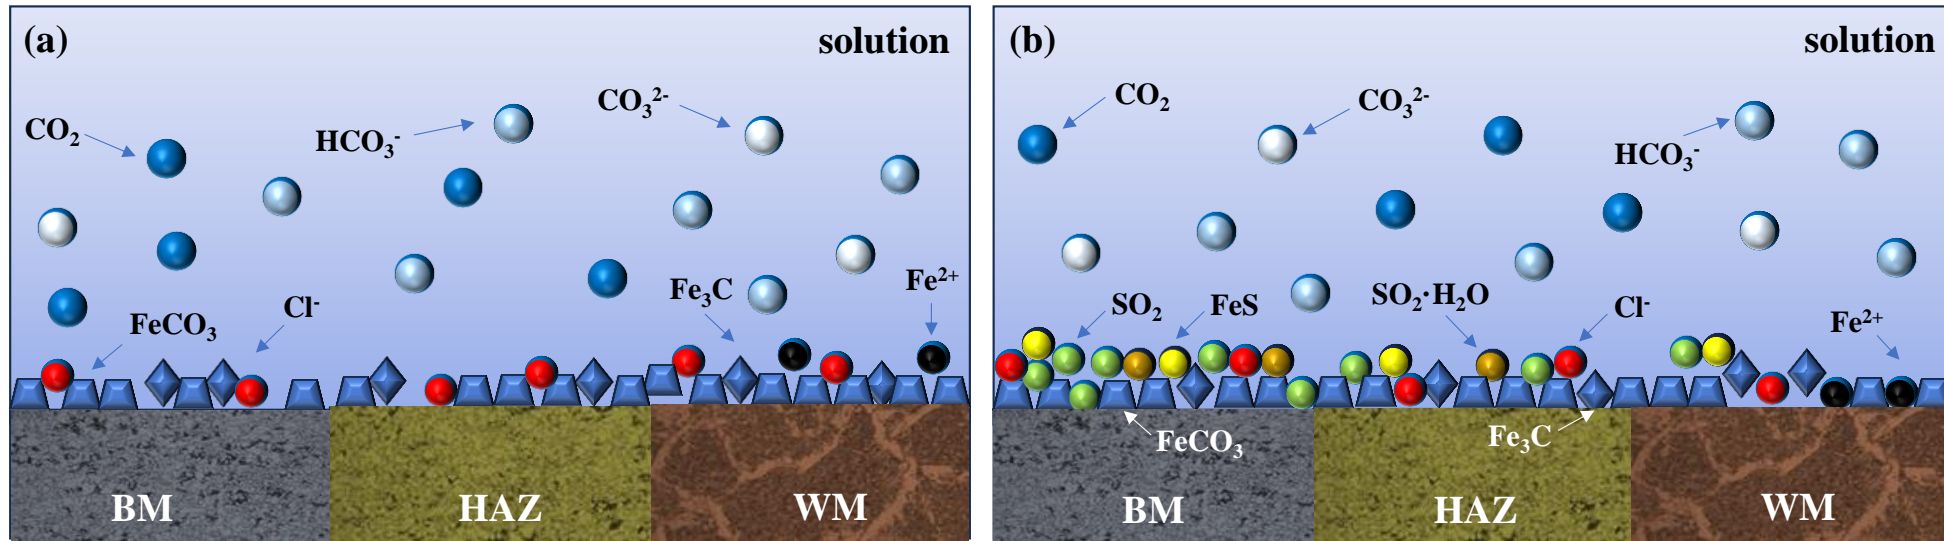 (a)
solution
CO₂
HCO₃⁻
CO₃²⁻
FeCO₃
Cl⁻
Fe₃C
Fe²⁺
BM
HAZ
WM
(b)
solution
CO₂
CO₃²⁻
HCO₃⁻
SO₂
FeS
SO₂·H₂O
Cl⁻
Fe²⁺
FeCO₃
Fe₃C
BM
HAZ
WM